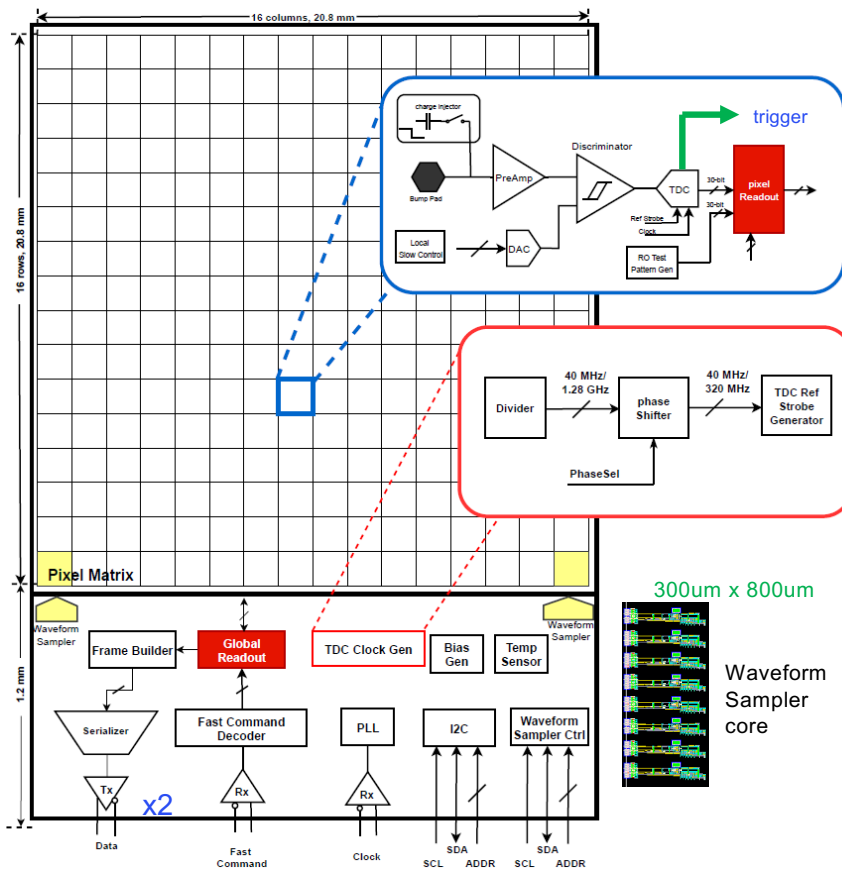 16 columns, 20.8 mm
16 rows, 20.8 mm
charge injector
Bump Pad
PreAmp
Discriminator
trigger
TDC
30-bit
30-bit
pixel
Readout
Ref Strobe
Clock
Local
Slow Control
DAC
RO Test
Pattern Gen
Divider
40 MHz/
1.28 GHz
phase
Shifter
40 MHz/
320 MHz
TDC Ref
Strobe
Generator
PhaseSel
Pixel Matrix
1.2 mm
Waveform
Sampler
Frame Builder
Global
Readout
TDC Clock Gen
Bias
Gen
Temp
Sensor
Waveform
Sampler
Serializer
Fast Command
Decoder
PLL
I2C
Waveform
Sampler Ctrl
Tx
x2
Rx
Rx
Data
Fast
Command
Clock
SCL
SDA
ADDR
SCL
SDA
ADDR
300um x 800um
Waveform
Sampler
core